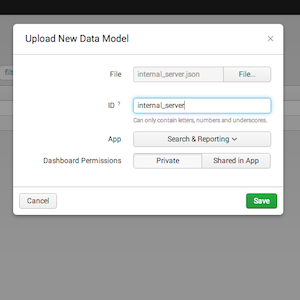 Upload New Data Model ×
File internal_server.json File...
ID ? internal_server
Can only contain letters, numbers and underscores.
App Search & Reporting
Dashboard Permissions Private Shared in App
Cancel Save